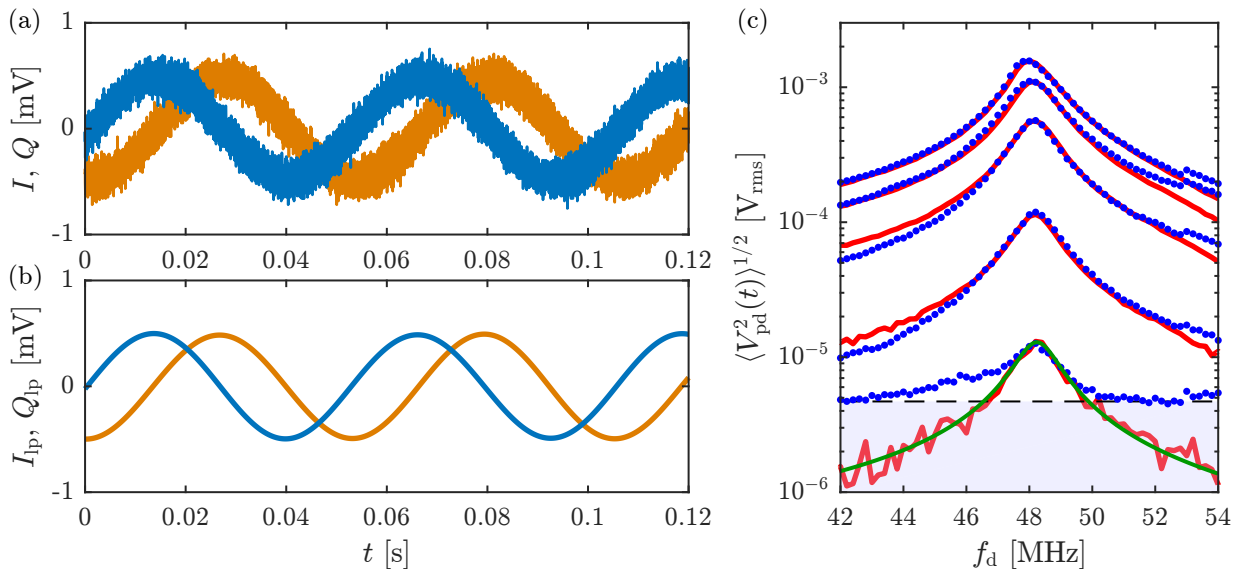 (a)
1
0
-1
I, Q [mV]
0 0.02 0.04 0.06 0.08 0.1 0.12
(b)
1
0
-1
I_lp, Q_lp [mV]
0 0.02 0.04 0.06 0.08 0.1 0.12
t [s]
(c)
10⁻³
10⁻⁴
10⁻⁵
10⁻⁶
⟨V²_pd(t)⟩^1/2 [V_rms]
42 44 46 48 50 52 54
f_d [MHz]